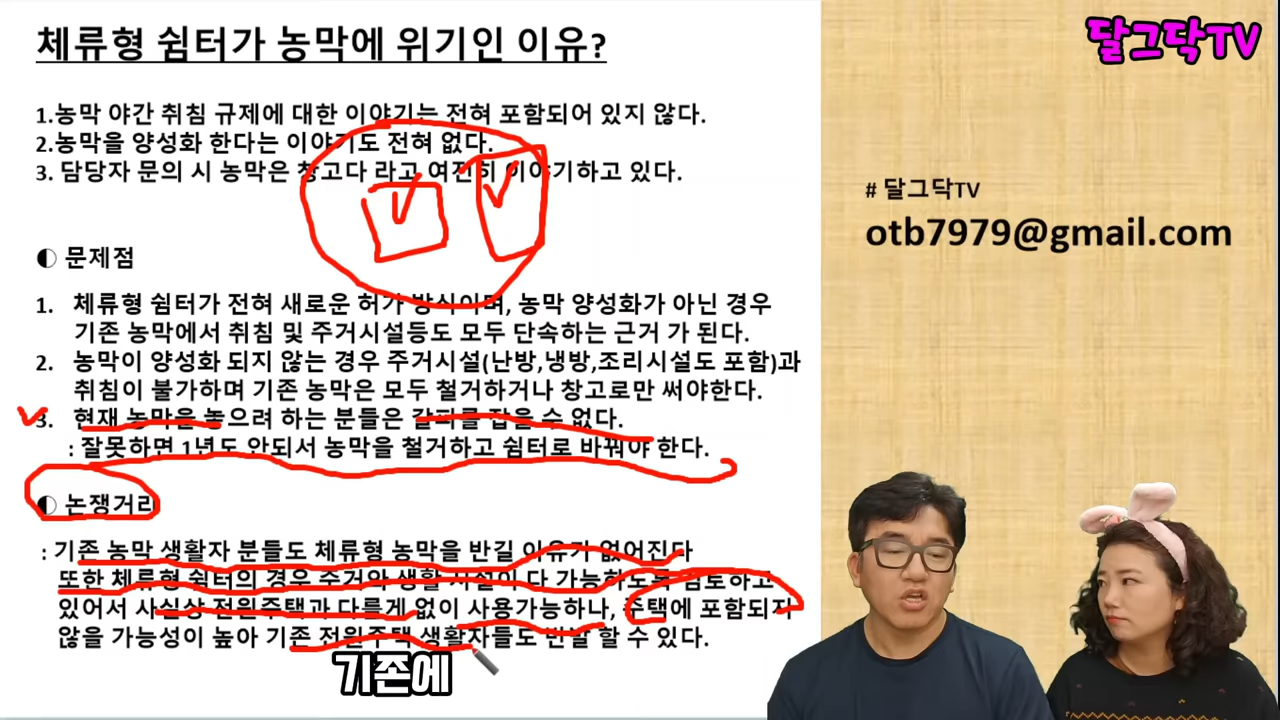 체류형 쉼터가 농막에 위기인 이유?
달그닥TV
1.농막 야간 취침 규제에 대한 이야기는 전혀 포함되어 있지 않다.
2.농막을 양성화 한다는 이야기도 전혀 없다.
3. 담당자 문의 시 농막은 창고다 라고 여전히 이야기하고 있다.
# 달그닥TV
otb7979@gmail.com
◐ 문제점
1. 체류형 쉼터가 전혀 새로운 허가 방식이며, 농막 양성화가 아닌 경우
기존 농막에서 취침 및 주거시설등도 모두 단속하는 근거 가 된다.
2. 농막이 양성화 되지 않는 경우 주거시설(난방,냉방,조리시설도 포함)과
취침이 불가하며 기존 농막은 모두 철거하거나 창고로만 써야한다.
3. 현재 농막을 놓으려 하는 분들은 갈피를 잡을 수 없다.
: 잘못하면 1년도 안되서 농막을 철거하고 쉼터로 바꿔야 한다.
◐ 논쟁거리
: 기존 농막 생활자 분들도 체류형 농막을 반길 이유가 없어진다
또한 체류형 쉼터의 경우 주거와 생활 시설이 다 가능하도록 검토하고
있어서 사실상 전원주택과 다를게 없이 사용가능하나, 주택에 포함되지
않을 가능성이 높아 기존 전원주택 생활자들도 반발 할 수 있다.
기존에